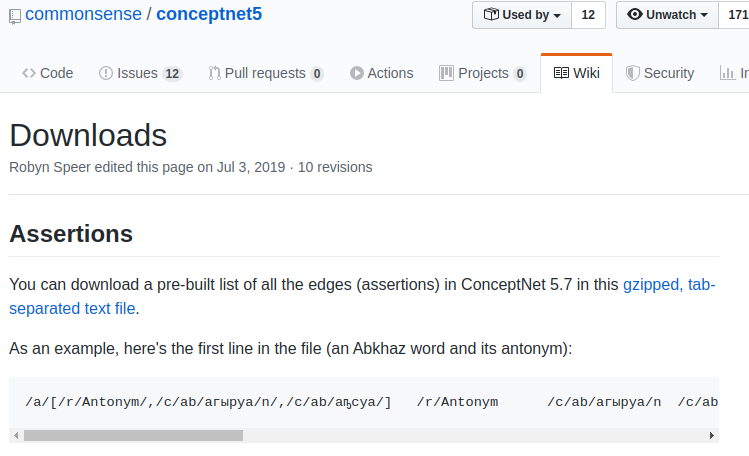 commonsense / conceptnet5
Used by 12
Unwatch 171
Code Issues 12 Pull requests 0 Actions Projects 0 Wiki Security
Downloads
Robyn Speer edited this page on Jul 3, 2019 · 10 revisions
Assertions
You can download a pre-built list of all the edges (assertions) in ConceptNet 5.7 in this gzipped, tab-
separated text file.
As an example, here's the first line in the file (an Abkhaz word and its antonym):
/a/[/r/Antonym/,/c/ab/агыруа/n/,/c/ab/аҧсуа/] /r/Antonym /c/ab/агыруа/n /c/ab